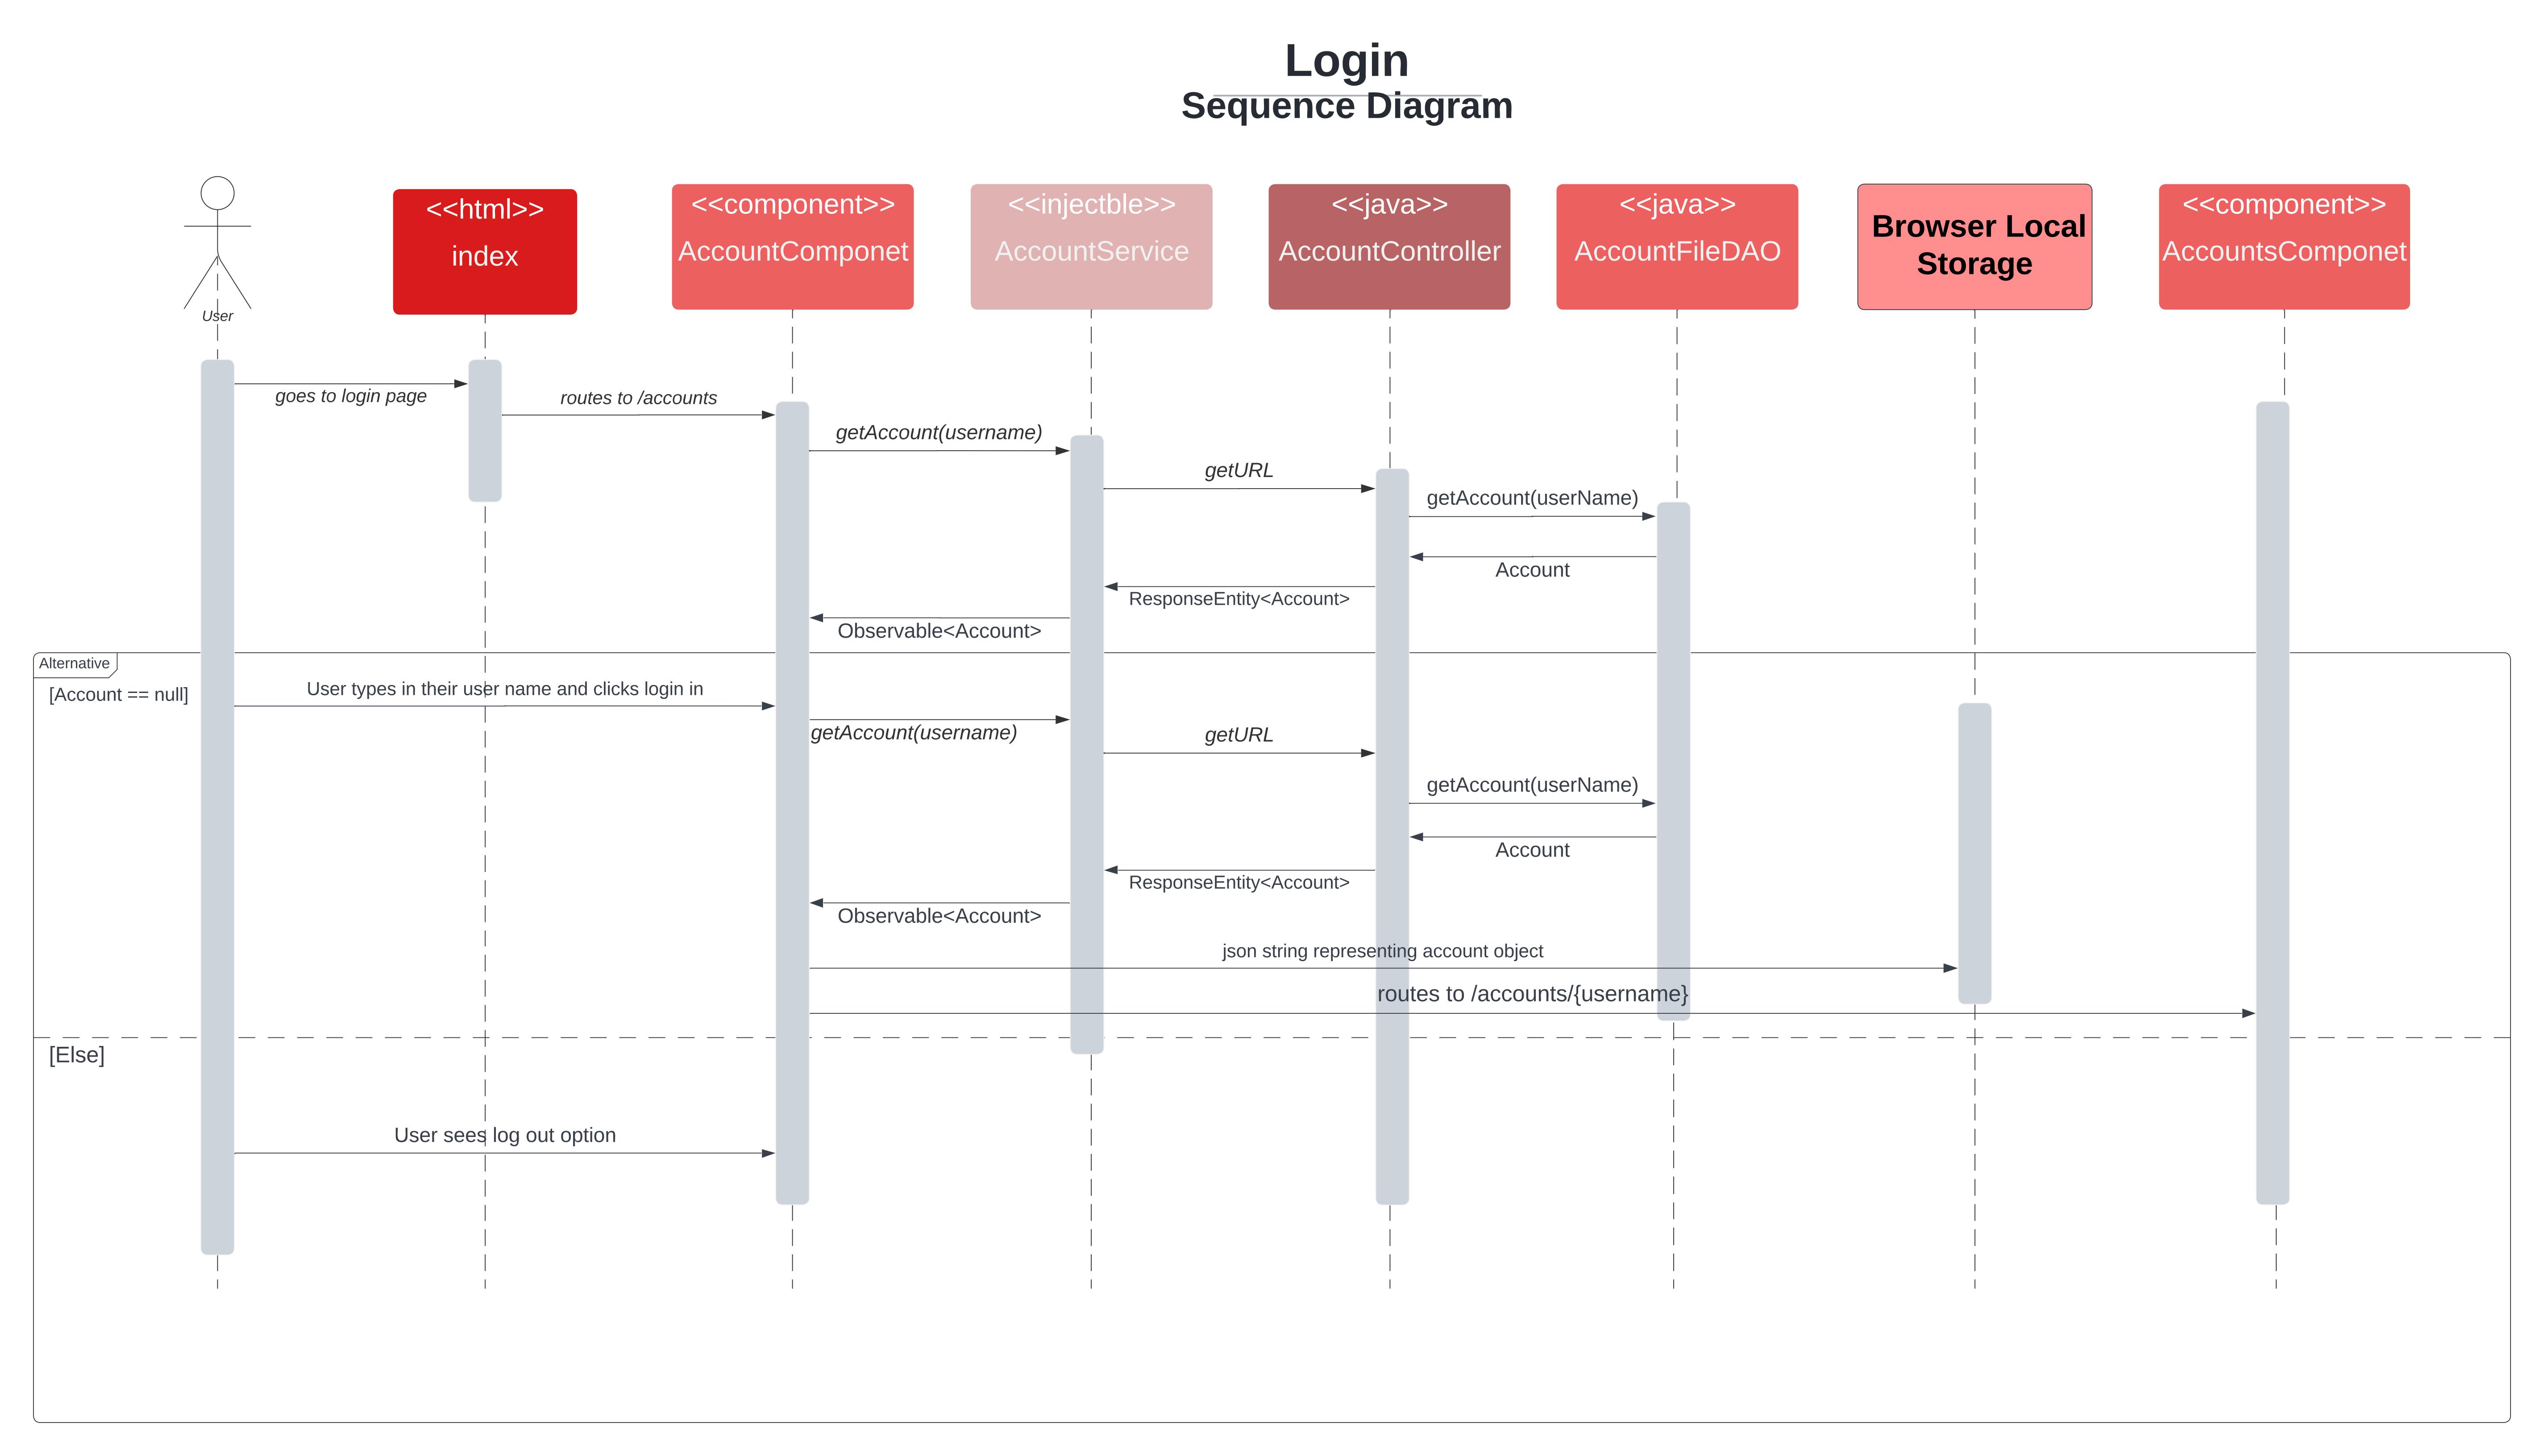 Login
Sequence Diagram
User
<<html>>
index
<<component>>
AccountComponet
<<injectble>>
AccountService
<<java>>
AccountController
<<java>>
AccountFileDAO
Browser Local
Storage
<<component>>
AccountsComponet
goes to login page
routes to /accounts
getAccount(username)
getURL
getAccount(userName)
Account
ResponseEntity<Account>
Observable<Account>
Alternative
[Account == null]
User types in their user name and clicks login in
getAccount(username)
getURL
getAccount(userName)
Account
ResponseEntity<Account>
Observable<Account>
json string representing account object
routes to /accounts/{username}
[Else]
User sees log out option